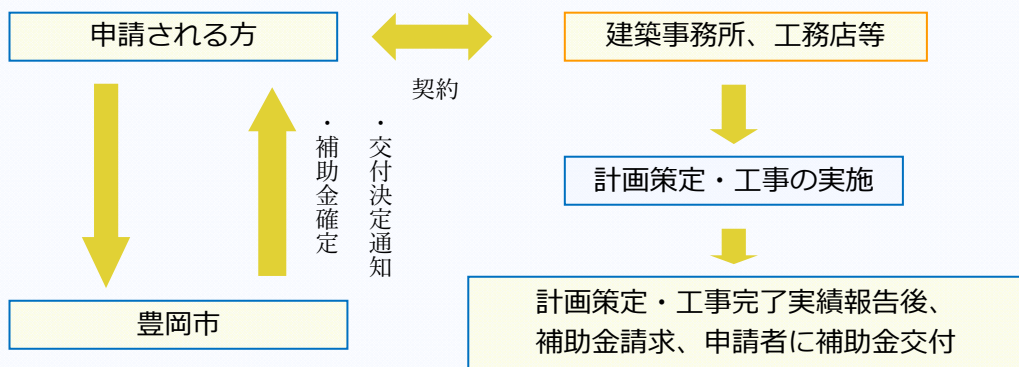 申請される方
建築事務所、工務店等
契約
・交付決定通知
・補助金確定
計画策定・工事の実施
豊岡市
計画策定・工事完了実績報告後、
補助金請求、申請者に補助金交付